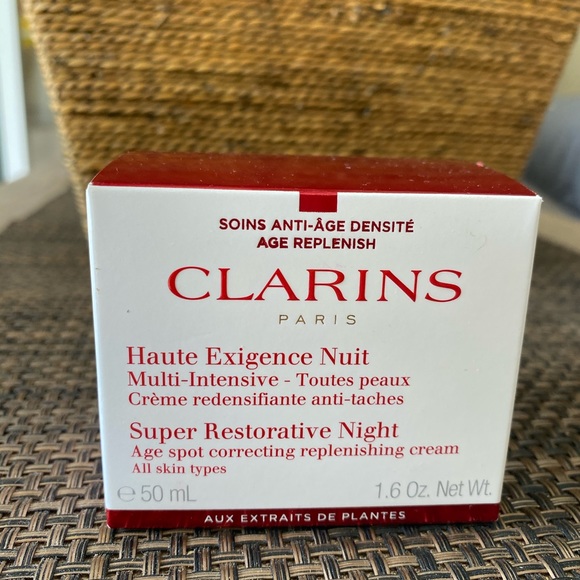 SOINS ANTI-ÂGE DENSITÉ
AGE REPLENISH
CLARINS
PARIS
Haute Exigence Nuit
Multi-Intensive - Toutes peaux
Crème redensifiante anti-taches
Super Restorative Night
Age spot correcting replenishing cream
All skin types
℮ 50 mL 1.6 Oz. Net Wt.
AUX EXTRAITS DE PLANTES